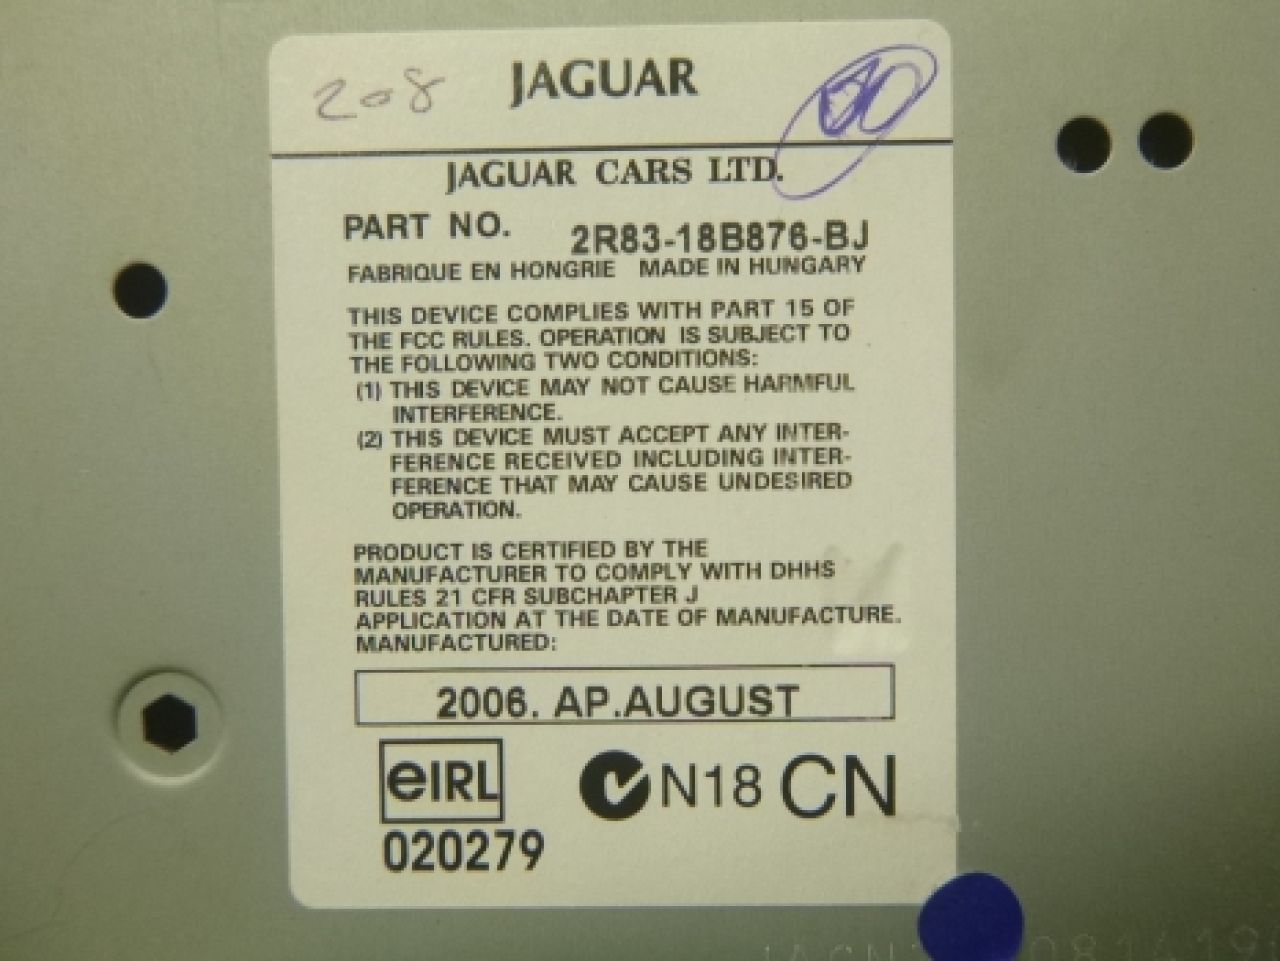 208 JAGUAR
JAGUAR CARS LTD.
PART NO. 2R83-18B876-BJ
FABRIQUE EN HONGRIE MADE IN HUNGARY
THIS DEVICE COMPLIES WITH PART 15 OF
THE FCC RULES. OPERATION IS SUBJECT TO
THE FOLLOWING TWO CONDITIONS:
(1) THIS DEVICE MAY NOT CAUSE HARMFUL
INTERFERENCE.
(2) THIS DEVICE MUST ACCEPT ANY INTER-
FERENCE RECEIVED INCLUDING INTER-
FERENCE THAT MAY CAUSE UNDESIRED
OPERATION.
PRODUCT IS CERTIFIED BY THE
MANUFACTURER TO COMPLY WITH DHHS
RULES 21 CFR SUBCHAPTER J
APPLICATION AT THE DATE OF MANUFACTURE.
MANUFACTURED:
2006. AP.AUGUST
eIRL N18 CN
020279